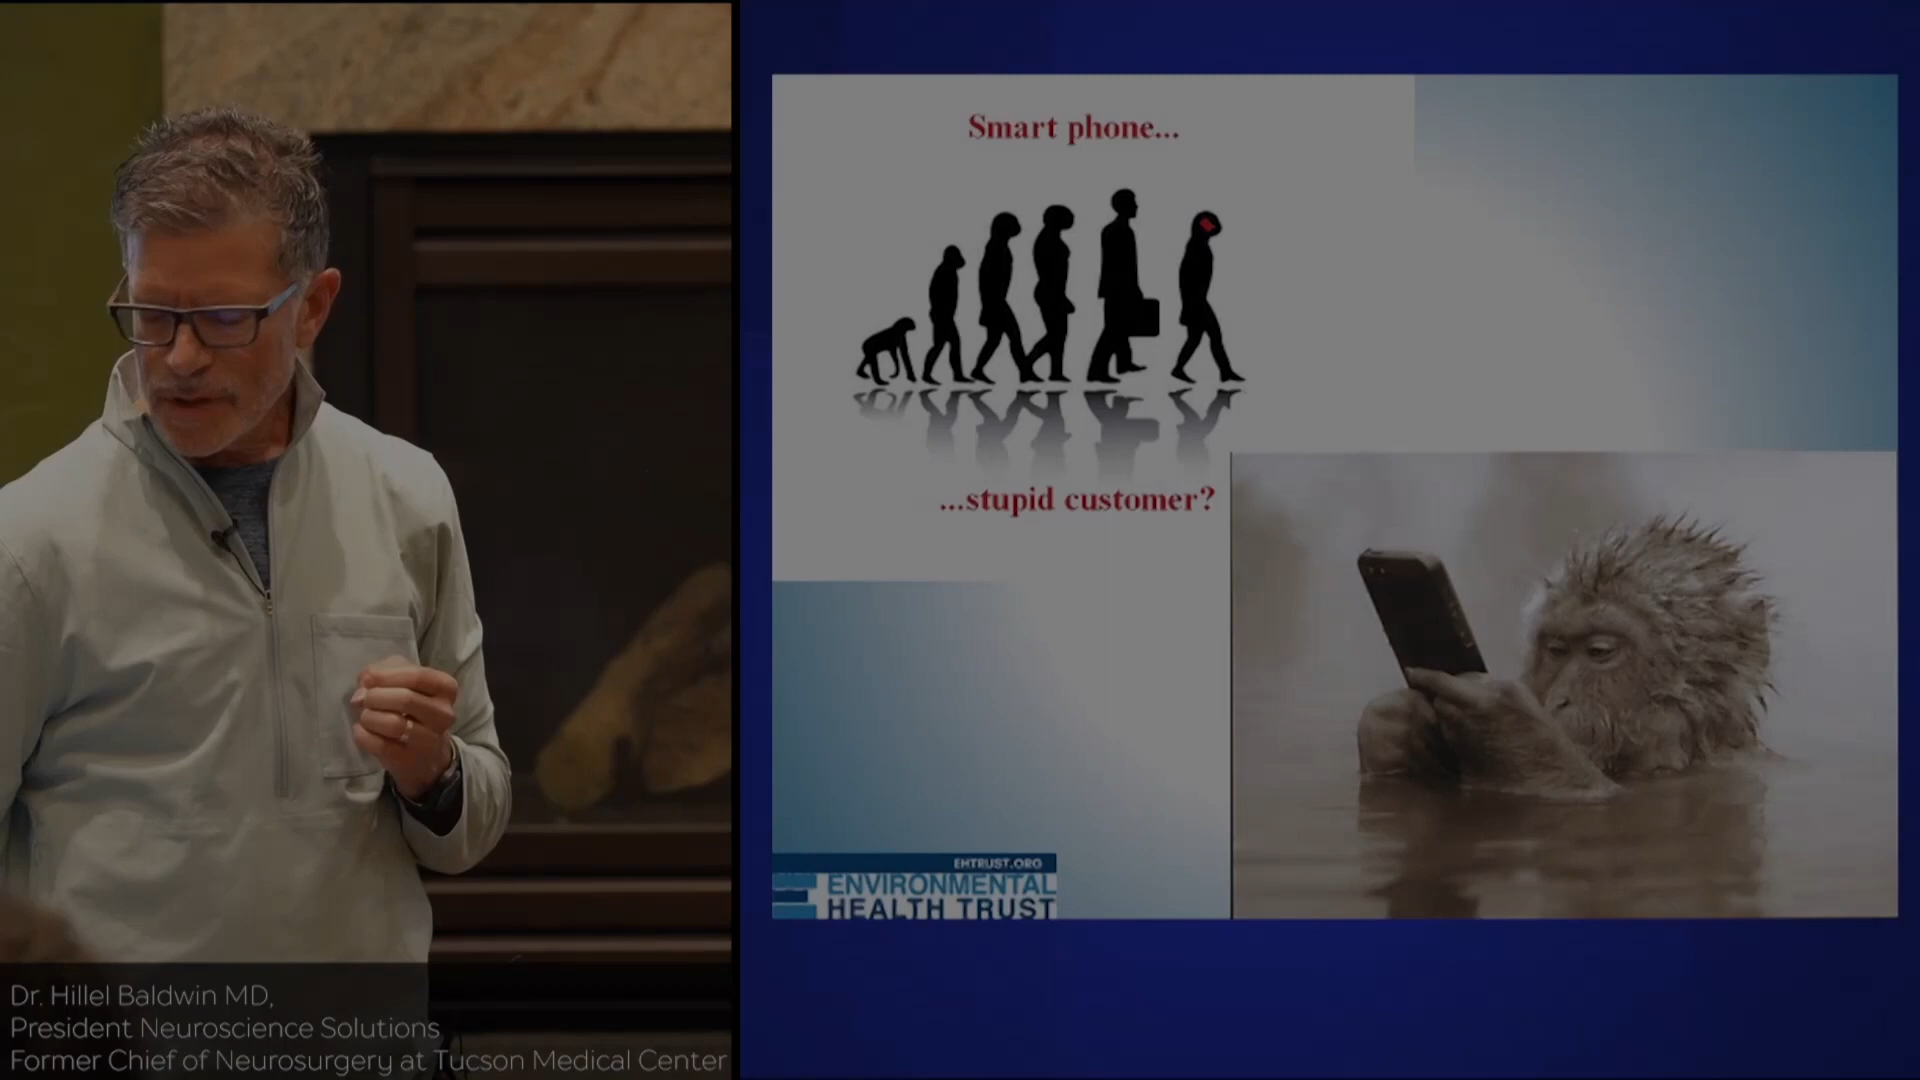 Smart phone...
...stupid customer?
EHTRUST.ORG
ENVIRONMENTAL
HEALTH TRUST
Dr. Hillel Baldwin MD,
President Neuroscience Solutions
Former Chief of Neurosurgery at Tucson Medical Center